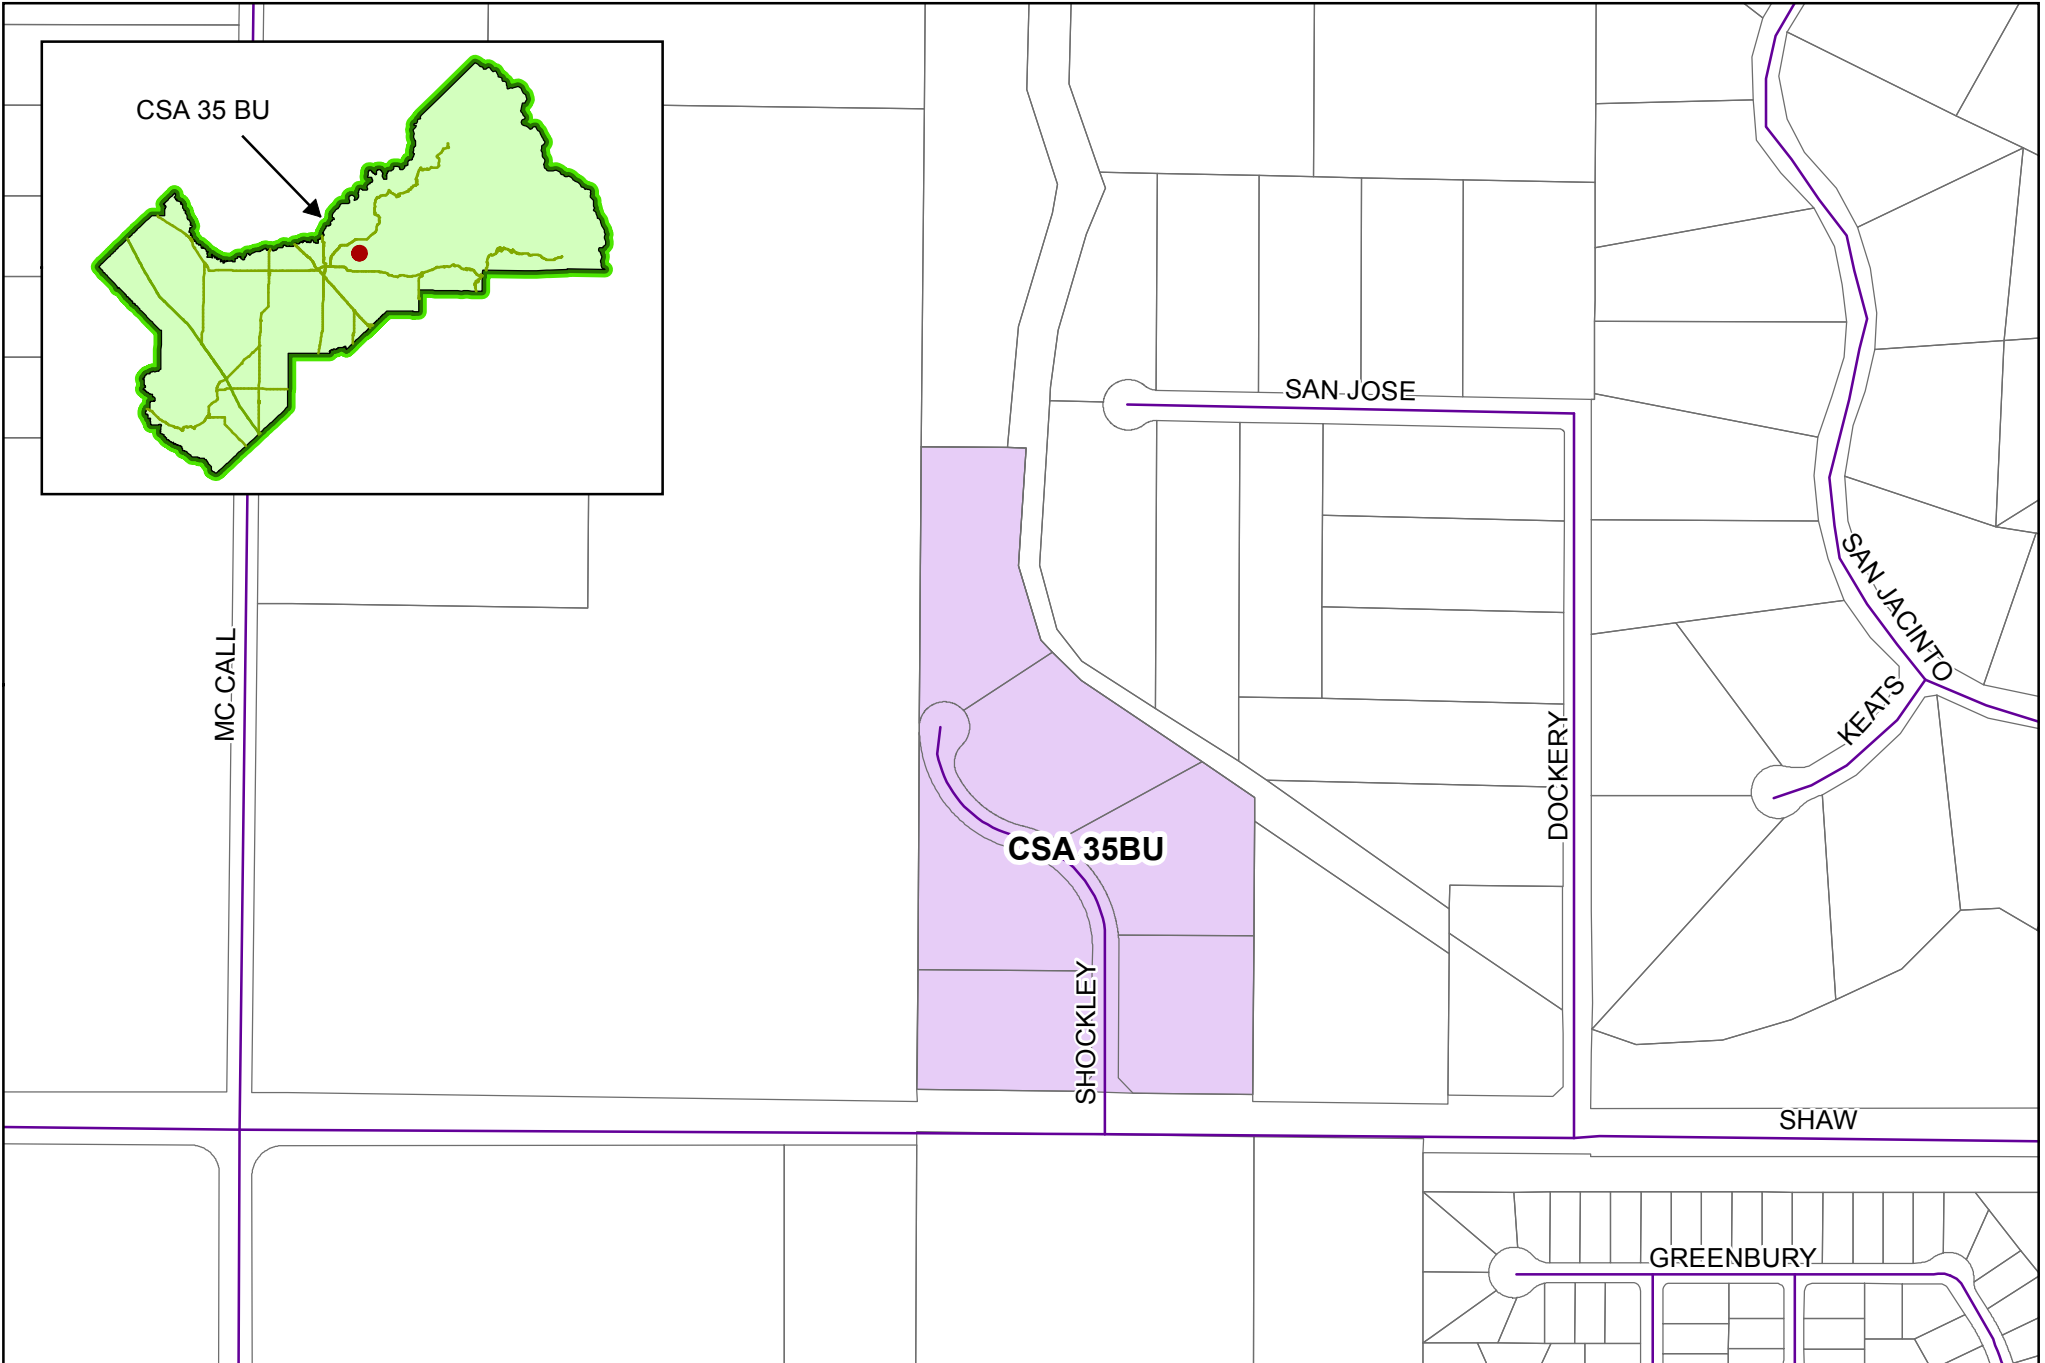 CSA 35 BU
SAN JOSE
SAN JACINTO
MC CALL
KEATS
DOCKERY
CSA 35BU
SHOCKLEY
SHAW
GREENBURY